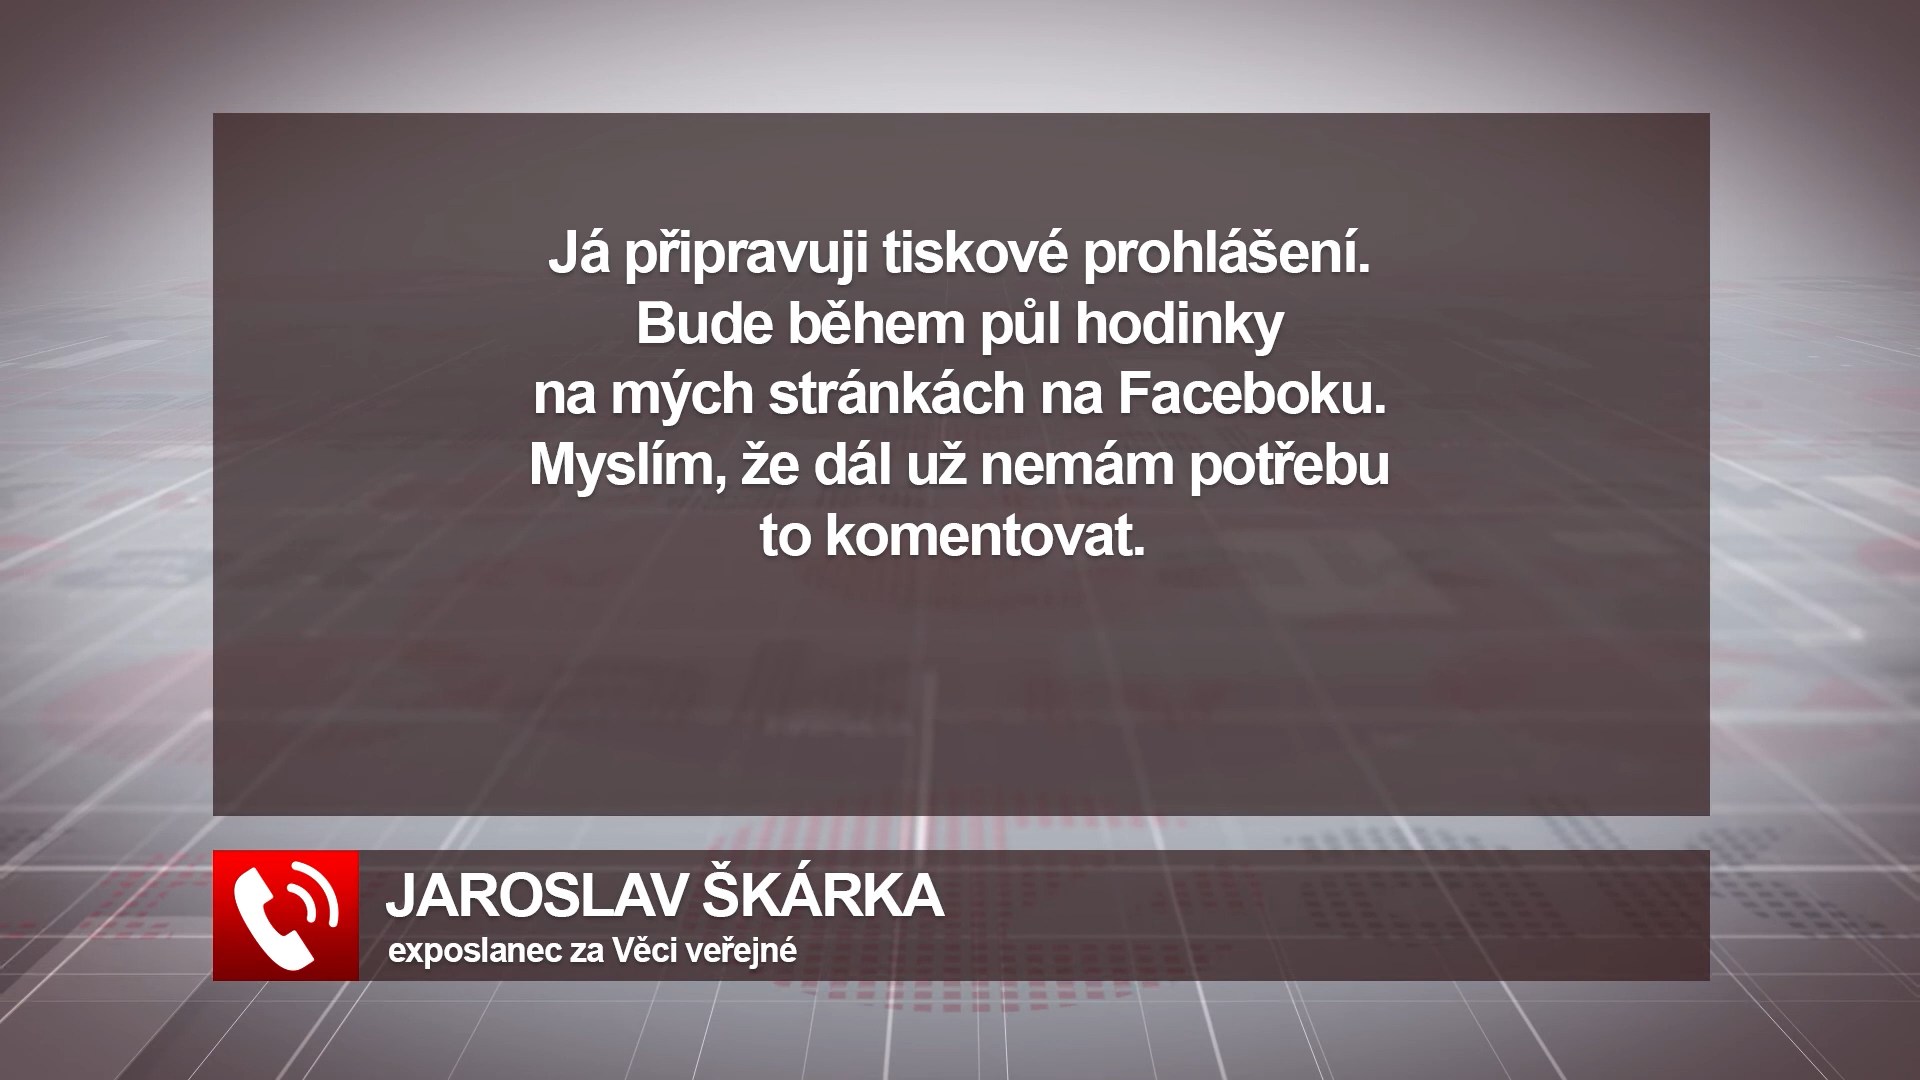 Já připravuji tiskové prohlášení.
Bude během půl hodinky
na mých stránkách na Faceboku.
Myslím, že dál už nemám potřebu
to komentovat.
JAROSLAV ŠKÁRKA
exposlanec za Věci veřejné